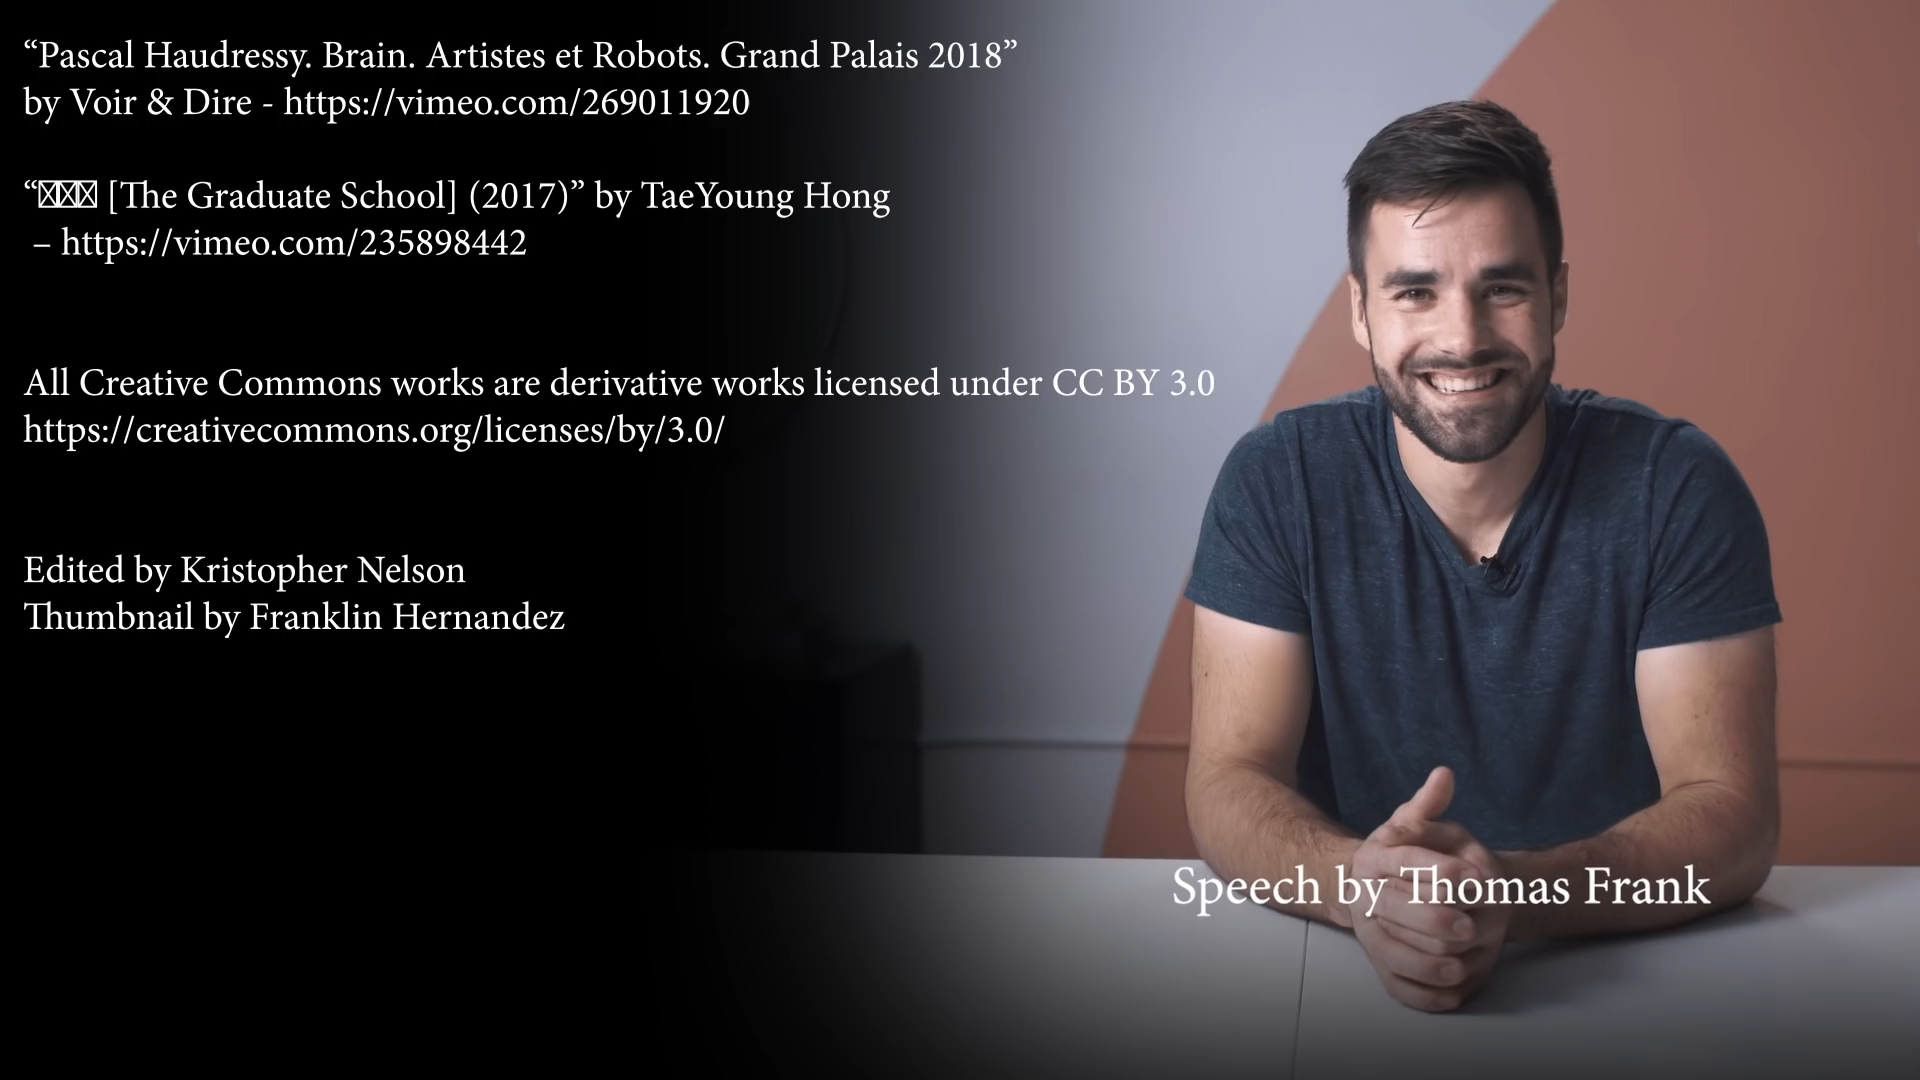 “Pascal Haudressy. Brain. Artistes et Robots. Grand Palais 2018”
by Voir & Dire - https://vimeo.com/269011920
“ [The Graduate School] (2017)” by TaeYoung Hong
– https://vimeo.com/235898442
All Creative Commons works are derivative works licensed under CC BY 3.0
https://creativecommons.org/licenses/by/3.0/
Edited by Kristopher Nelson
Thumbnail by Franklin Hernandez
Speech by Thomas Frank